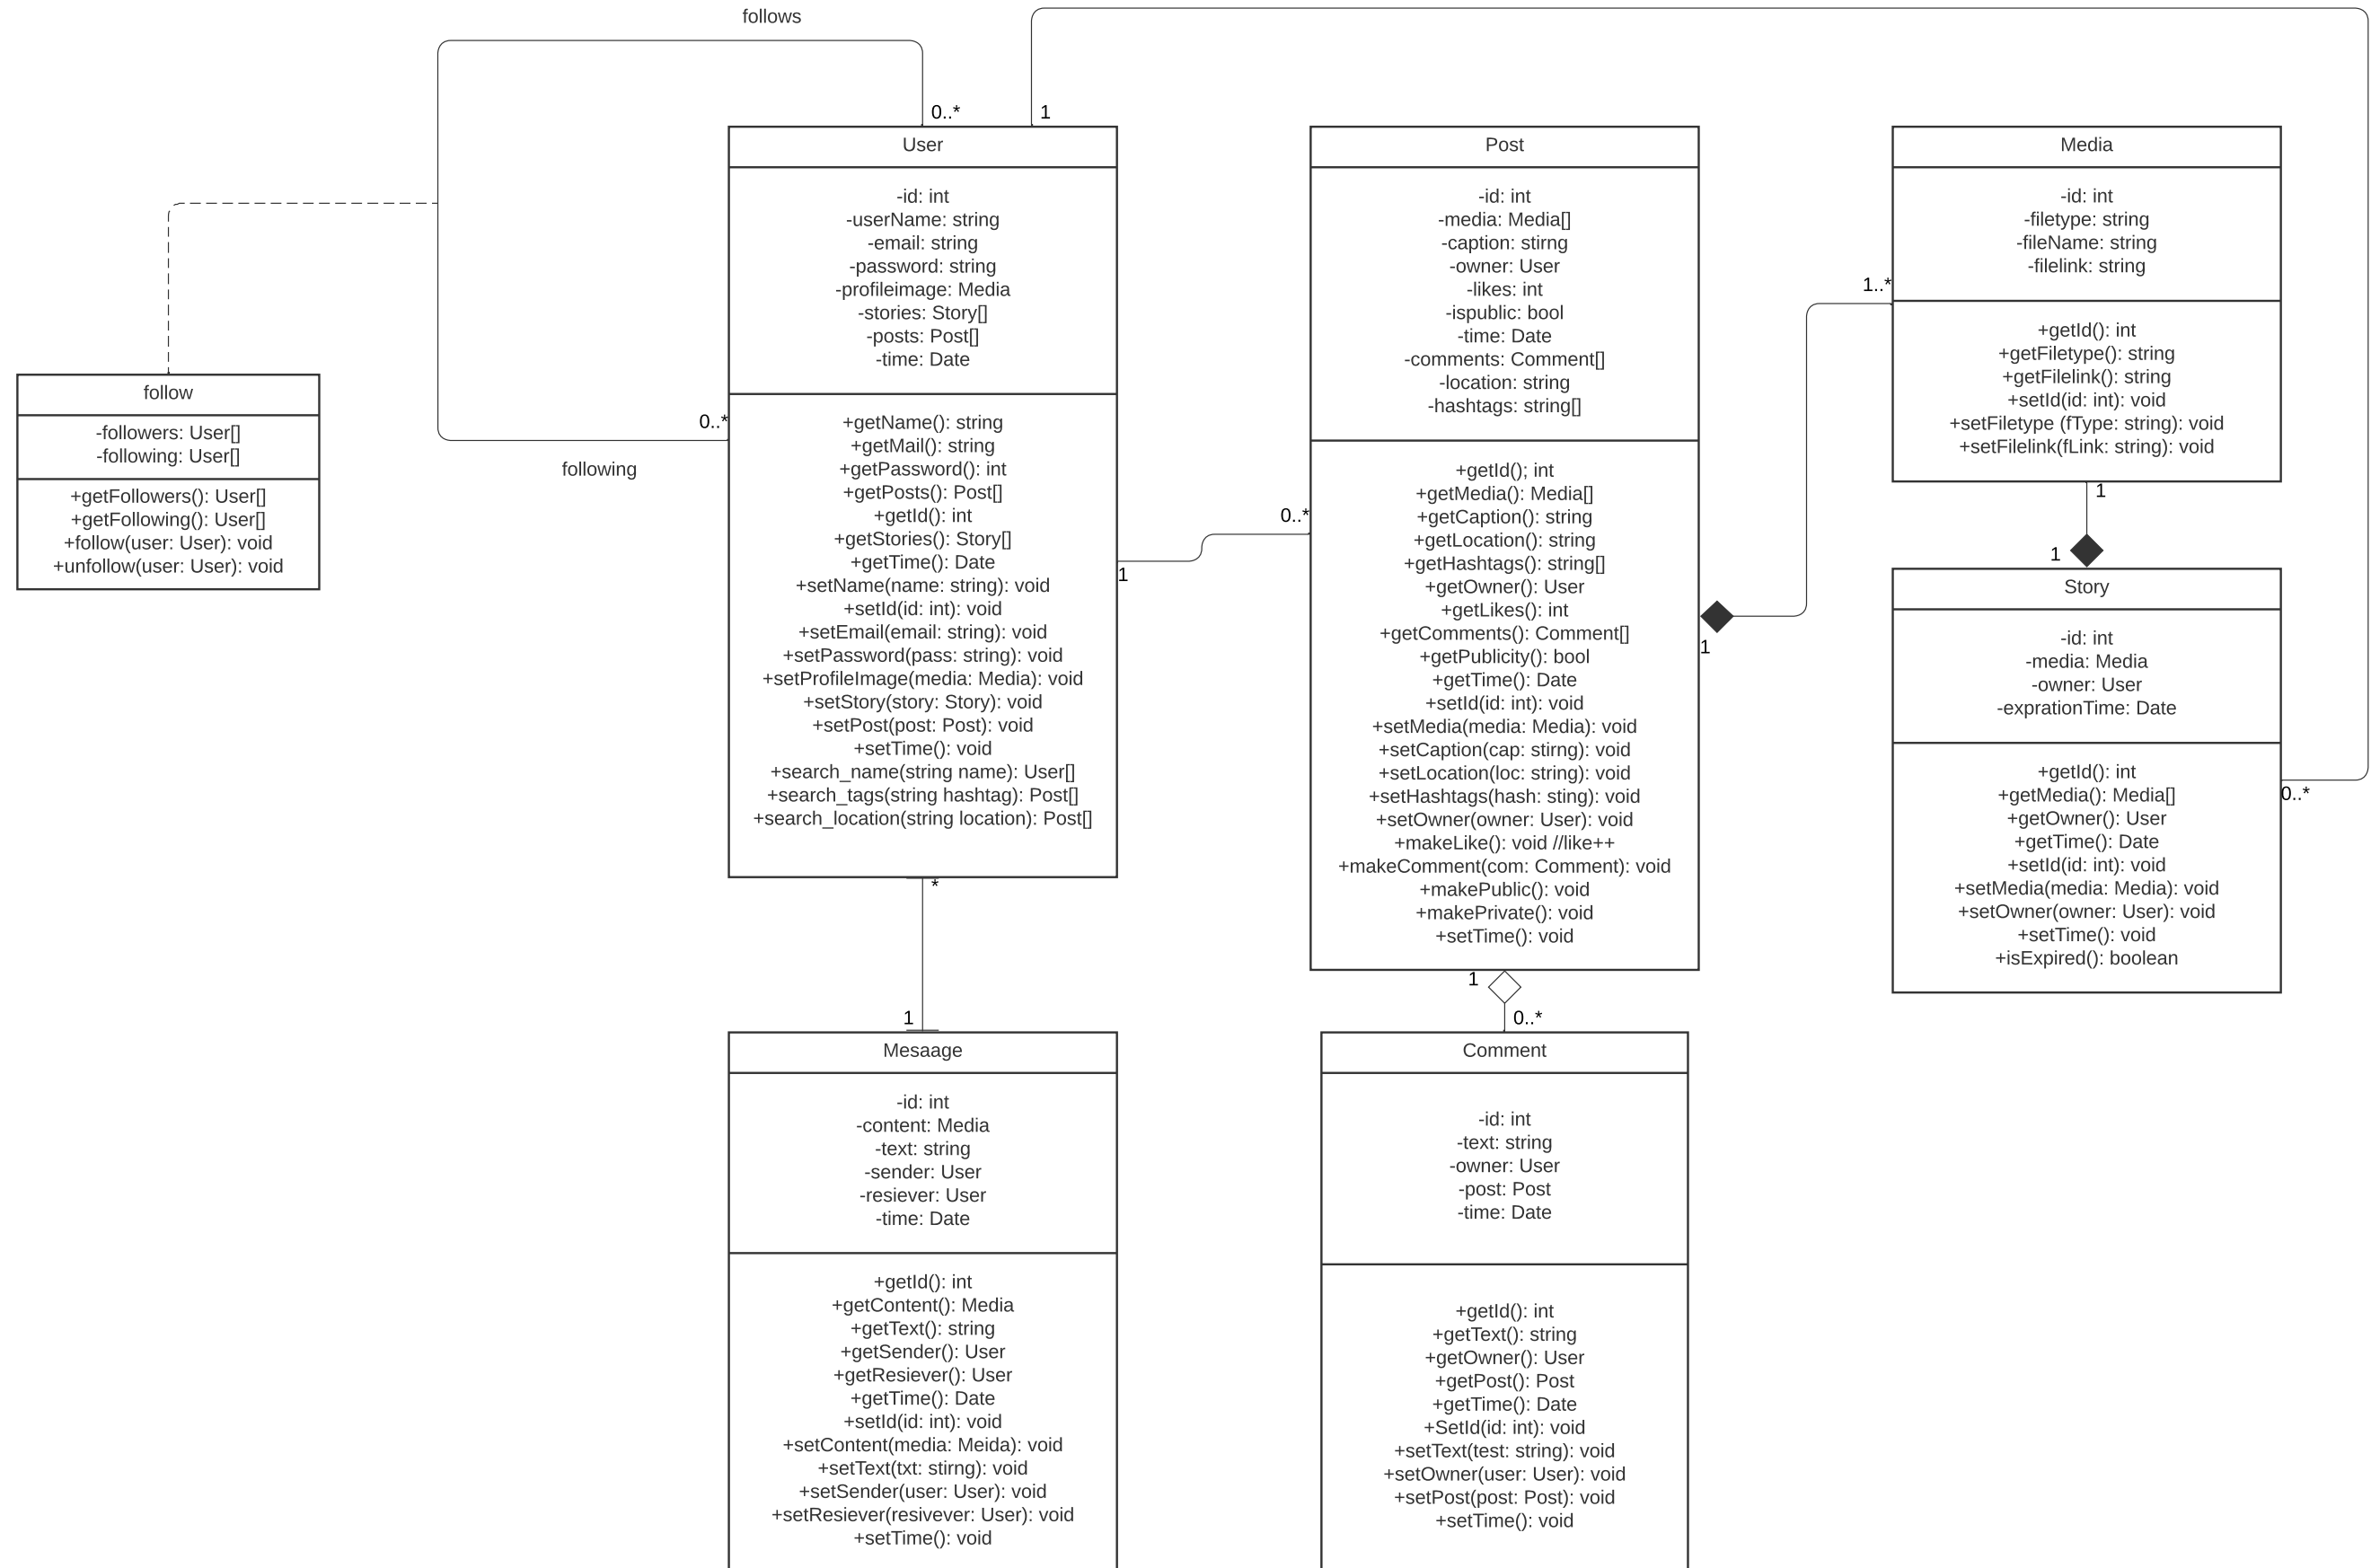 follows
0..*
1
User
-id: int
-userName: string
-email: string
-password: string
-profileimage: Media
-stories: Story[]
-posts: Post[]
-time: Date
+getName(): string
+getMail(): string
+getPassword(): int
+getPosts(): Post[]
+getId(): int
+getStories(): Story[]
+getTime(): Date
+setName(name: string): void
+setId(id: int): void
+setEmail(email: string): void
+setPassword(pass: string): void
+setProfileImage(media: Media): void
+setStory(story: Story): void
+setPost(post: Post): void
+setTime(): void
+search_name(string name): User[]
+search_tags(string hashtag): Post[]
+search_location(string location): Post[]
0..*
following
follow
-followers: User[]
-following: User[]
+getFollowers(): User[]
+getFollowing(): User[]
+follow(user: User): void
+unfollow(user: User): void
1
0..*
Post
-id: int
-media: Media[]
-caption: stirng
-owner: User
-likes: int
-ispublic: bool
-time: Date
-comments: Comment[]
-location: string
-hashtags: string[]
+getId(); int
+getMedia(): Media[]
+getCaption(): string
+getLocation(): string
+getHashtags(): string[]
+getOwner(): User
+getLikes(): int
+getComments(): Comment[]
+getPublicity(): bool
+getTime(): Date
+setId(id: int): void
+setMedia(media: Media): void
+setCaption(cap: stirng): void
+setLocation(loc: string): void
+setHashtags(hash: sting): void
+setOwner(owner: User): void
+makeLike(): void //like++
+makeComment(com: Comment): void
+makePublic(): void
+makePrivate(): void
+setTime(): void
1
1..*
Media
-id: int
-filetype: string
-fileName: string
-filelink: string
+getId(): int
+getFiletype(): string
+getFilelink(): string
+setId(id: int): void
+setFiletype (fType: string): void
+setFilelink(fLink: string): void
1
1
Story
-id: int
-media: Media
-owner: User
-exprationTime: Date
+getId(): int
+getMedia(): Media[]
+getOwner(): User
+getTime(): Date
+setId(id: int): void
+setMedia(media: Media): void
+setOwner(owner: User): void
+setTime(): void
+isExpired(): boolean
0..*
*
1
Mesaage
-id: int
-content: Media
-text: string
-sender: User
-resiever: User
-time: Date
+getId(): int
+getContent(): Media
+getText(): string
+getSender(): User
+getResiever(): User
+getTime(): Date
+setId(id: int): void
+setContent(media: Meida): void
+setText(txt: stirng): void
+setSender(user: User): void
+setResiever(resivever: User): void
+setTime(): void
1
0..*
Comment
-id: int
-text: string
-owner: User
-post: Post
-time: Date
+getId(): int
+getText(): string
+getOwner(): User
+getPost(): Post
+getTime(): Date
+SetId(id: int): void
+setText(test: string): void
+setOwner(user: User): void
+setPost(post: Post): void
+setTime(): void